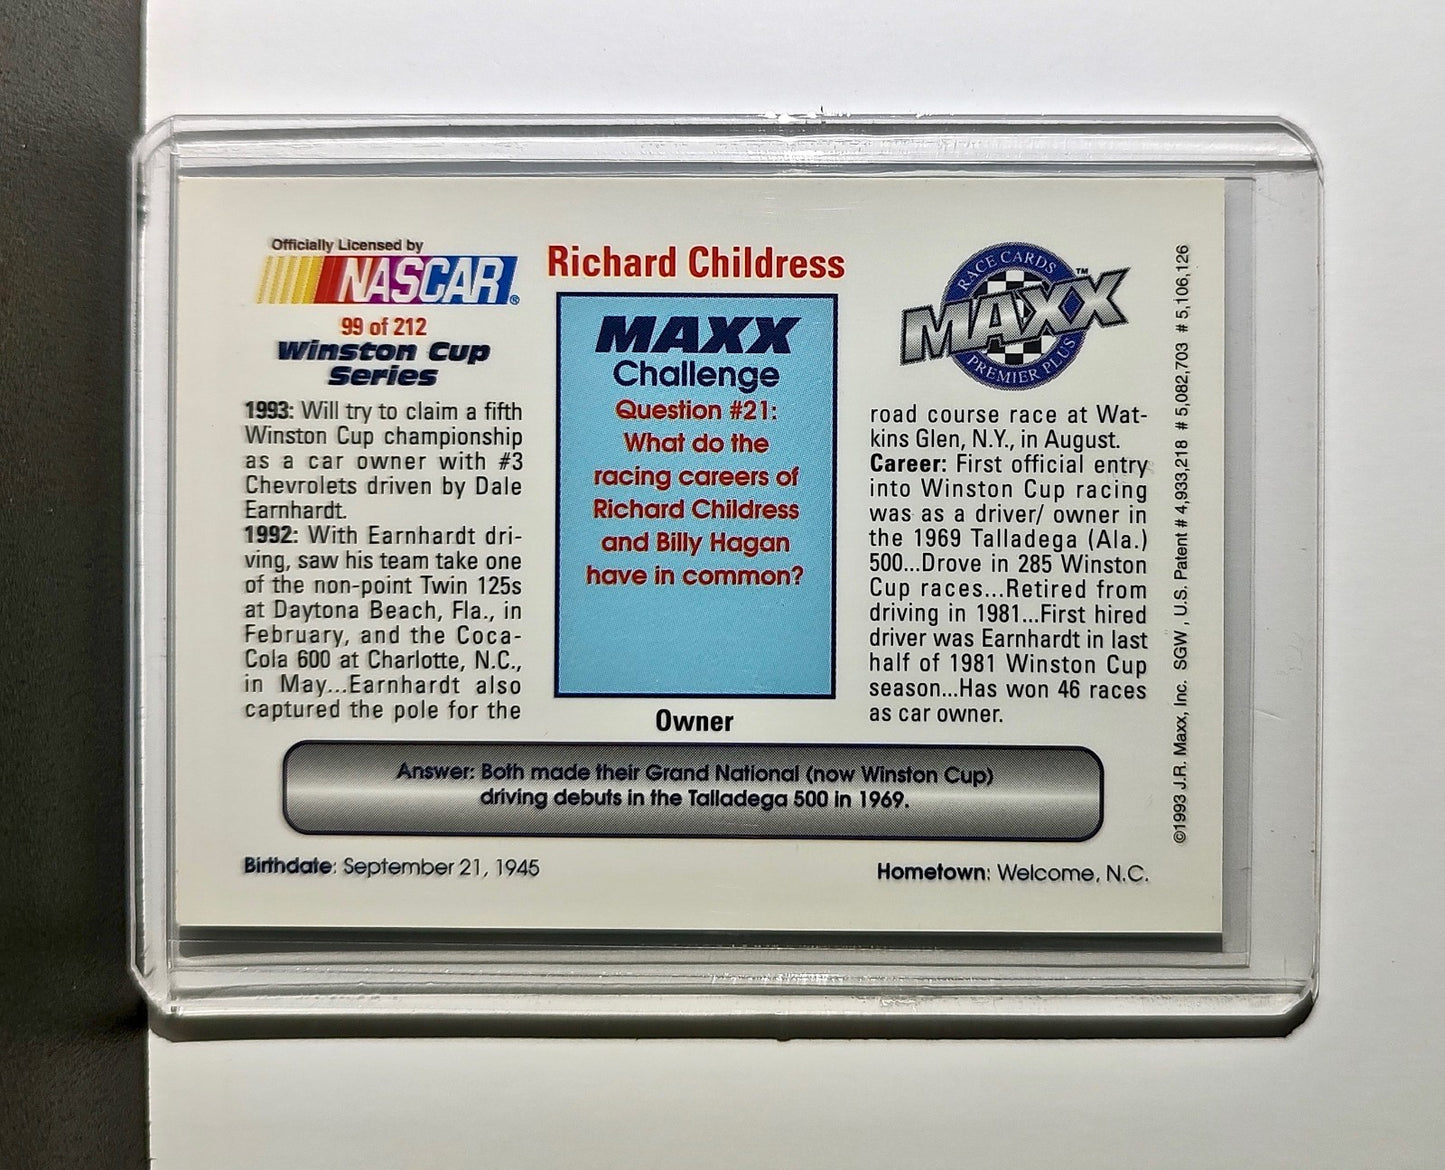 Officially Licensed by
NASCAR®
99 of 212
Winston Cup
Series
1993: Will try to claim a fifth
Winston Cup championship
as a car owner with #3
Chevrolets driven by Dale
Earnhardt.
1992: With Earnhardt dri-
ving, saw his team take one
of the non-point Twin 125s
at Daytona Beach, Fla., in
February, and the Coca-
Cola 600 at Charlotte, N.C.,
in May...Earnhardt also
captured the pole for the
Richard Childress
MAXX
Challenge
Question #21:
What do the
racing careers of
Richard Childress
and Billy Hagan
have in common?
Owner
RACE CARDS
MAXX™
PREMIER PLUS
road course race at Wat-
kins Glen, N.Y., in August.
Career: First official entry
into Winston Cup racing
was as a driver/ owner in
the 1969 Talladega (Ala.)
500...Drove in 285 Winston
Cup races...Retired from
driving in 1981...First hired
driver was Earnhardt in last
half of 1981 Winston Cup
season...Has won 46 races
as car owner.
Answer: Both made their Grand National (now Winston Cup)
driving debuts in the Talladega 500 in 1969.
Birthdate: September 21, 1945
Hometown: Welcome, N.C.
©1993 J.R. Maxx, Inc. SGW , U.S. Patent # 4,933,218 # 5,082,703 # 5,106,126